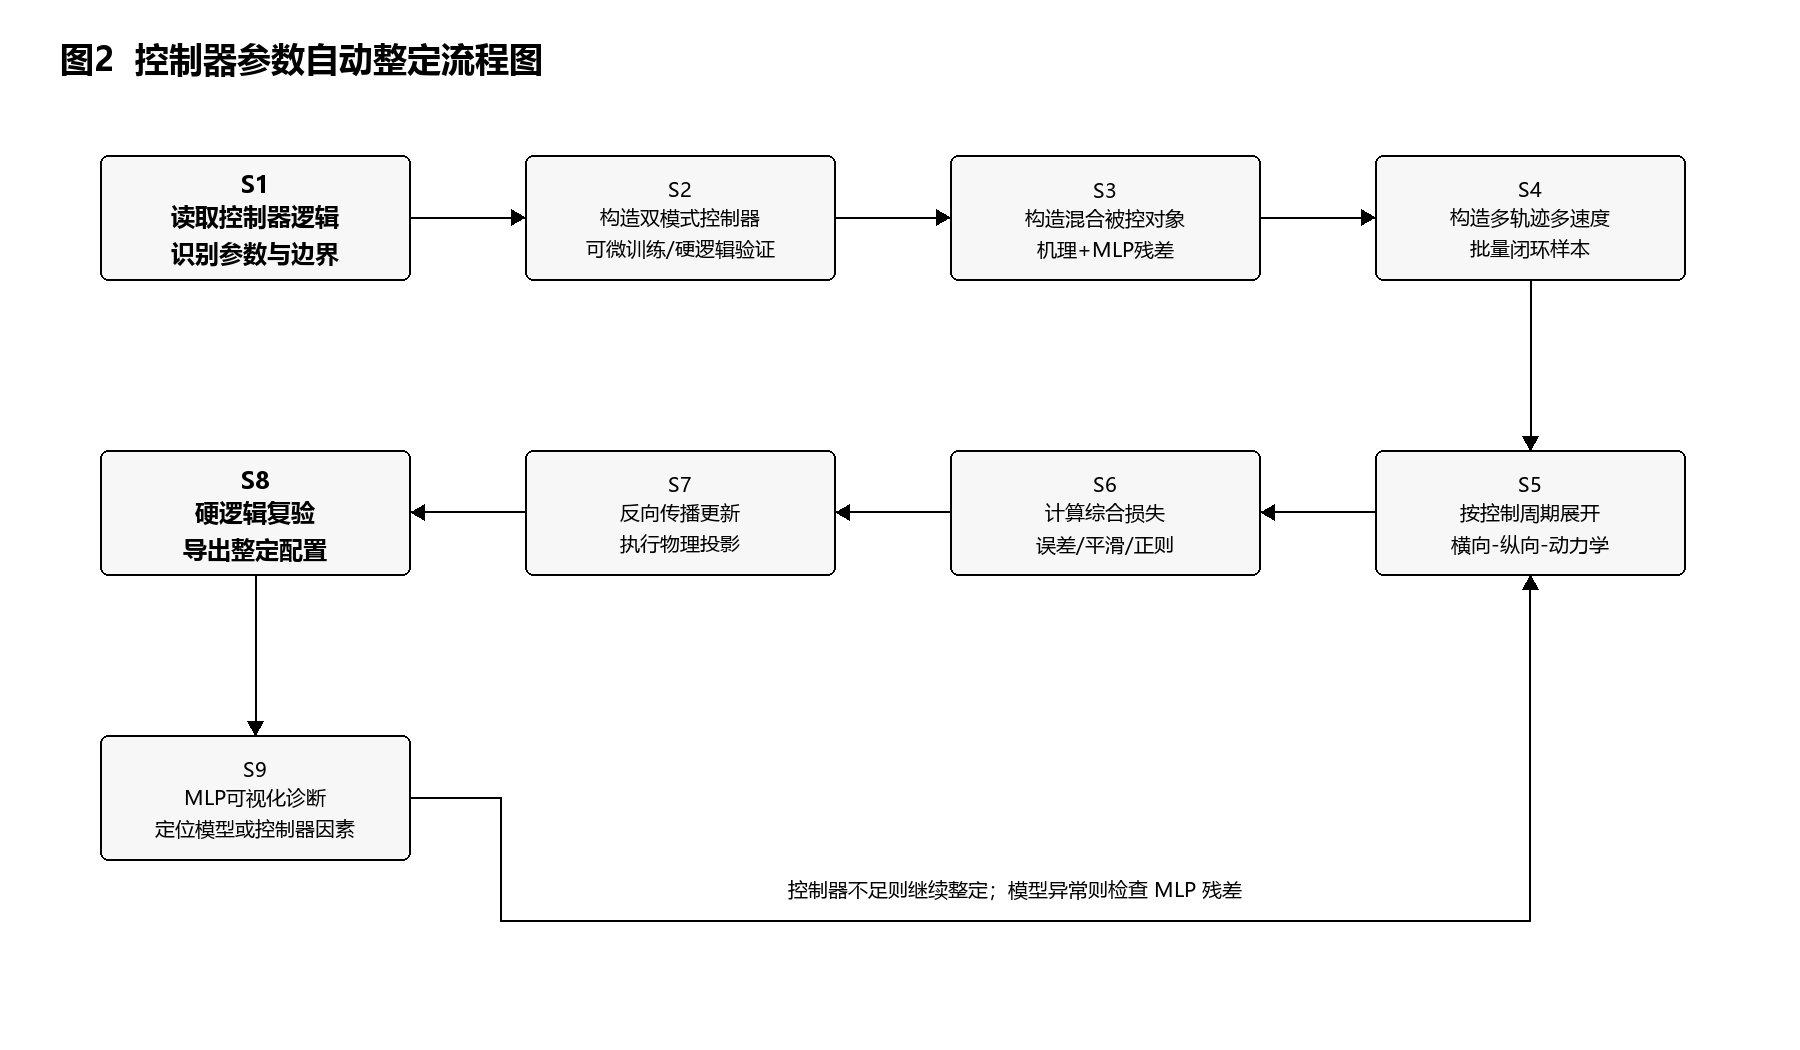 图2 控制器参数自动整定流程图
S1
读取控制器逻辑
识别参数与边界
S2
构造双模式控制器
可微训练/硬逻辑验证
S3
构造混合被控对象
机理+MLP残差
S4
构造多轨迹多速度
批量闭环样本
S5
按控制周期展开
横向-纵向-动力学
S6
计算综合损失
误差/平滑/正则
S7
反向传播更新
执行物理投影
S8
硬逻辑复验
导出整定配置
S9
MLP可视化诊断
定位模型或控制器因素
控制器不足则继续整定；模型异常则检查 MLP 残差